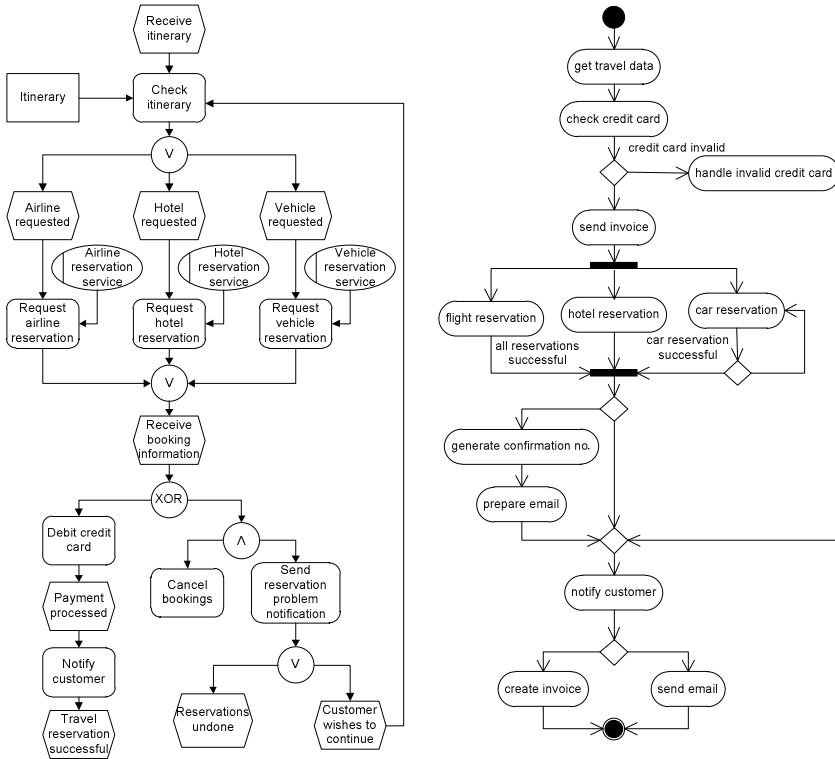 Receive
itinerary
Itinerary
Check
itinerary
V
Airline
requested
Hotel
requested
Vehicle
requested
Airline
reservation
service
Hotel
reservation
service
Vehicle
reservation
service
Request
airline
reservation
Request
hotel
reservation
Request
vehicle
reservation
V
Receive
booking
information
XOR
Debit credit
card
Λ
Cancel
bookings
Send
reservation
problem
notification
Payment
processed
Notify
customer
V
Travel
reservation
successful
Reservations
undone
Customer
wishes to
continue
get travel data
check credit card
credit card invalid
handle invalid credit card
send invoice
flight reservation
hotel reservation
car reservation
all reservations
successful
car reservation
successful
generate confirmation no.
prepare email
notify customer
create invoice
send email